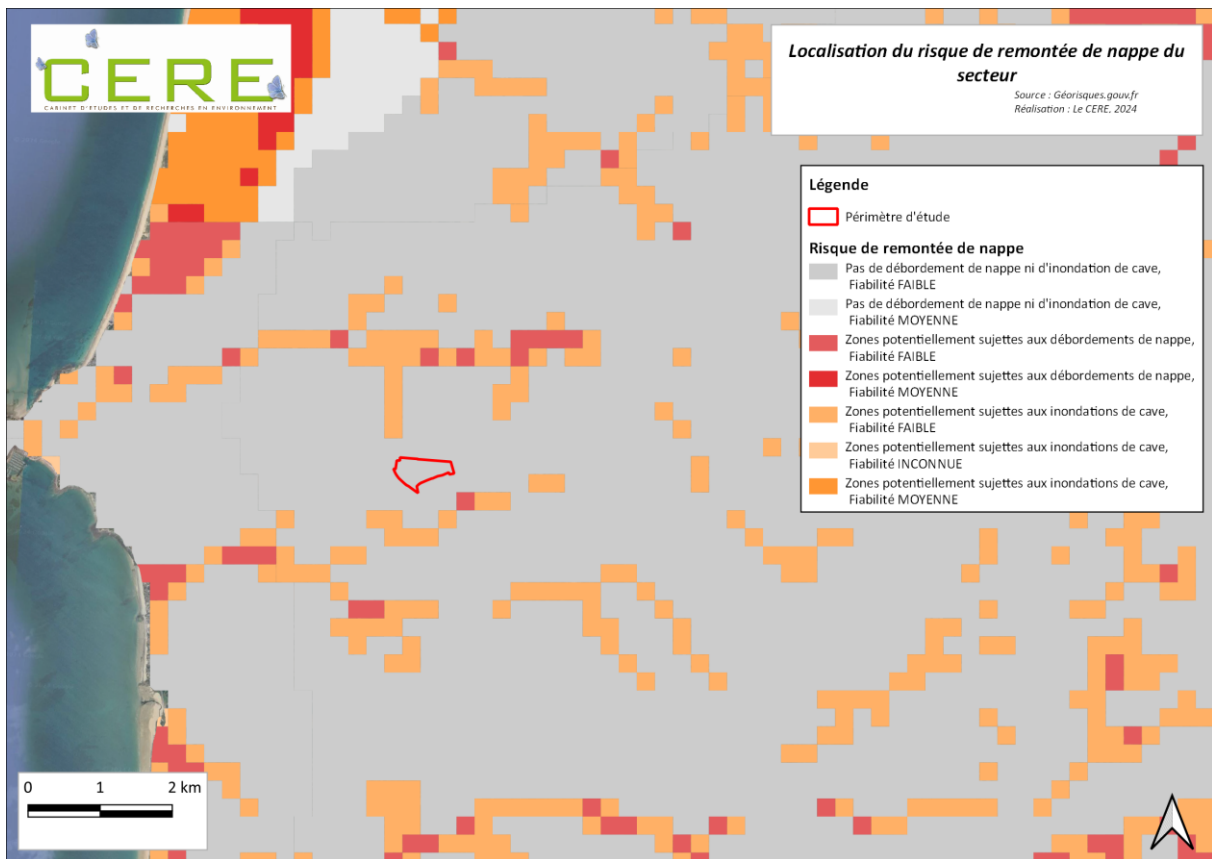 CERE
CABINET D'ETUDES ET DE RECHERCHES EN ENVIRONNEMENT
Localisation du risque de remontée de nappe du
secteur
Source : Géorisques.gouv.fr
Réalisation : Le CERE, 2024
Légende
Périmètre d'étude
Risque de remontée de nappe
Pas de débordement de nappe ni d'inondation de cave,
Fiabilité FAIBLE
Pas de débordement de nappe ni d'inondation de cave,
Fiabilité MOYENNE
Zones potentiellement sujettes aux débordements de nappe,
Fiabilité FAIBLE
Zones potentiellement sujettes aux débordements de nappe,
Fiabilité MOYENNE
Zones potentiellement sujettes aux inondations de cave,
Fiabilité FAIBLE
Zones potentiellement sujettes aux inondations de cave,
Fiabilité INCONNUE
Zones potentiellement sujettes aux inondations de cave,
Fiabilité MOYENNE
0 1 2 km